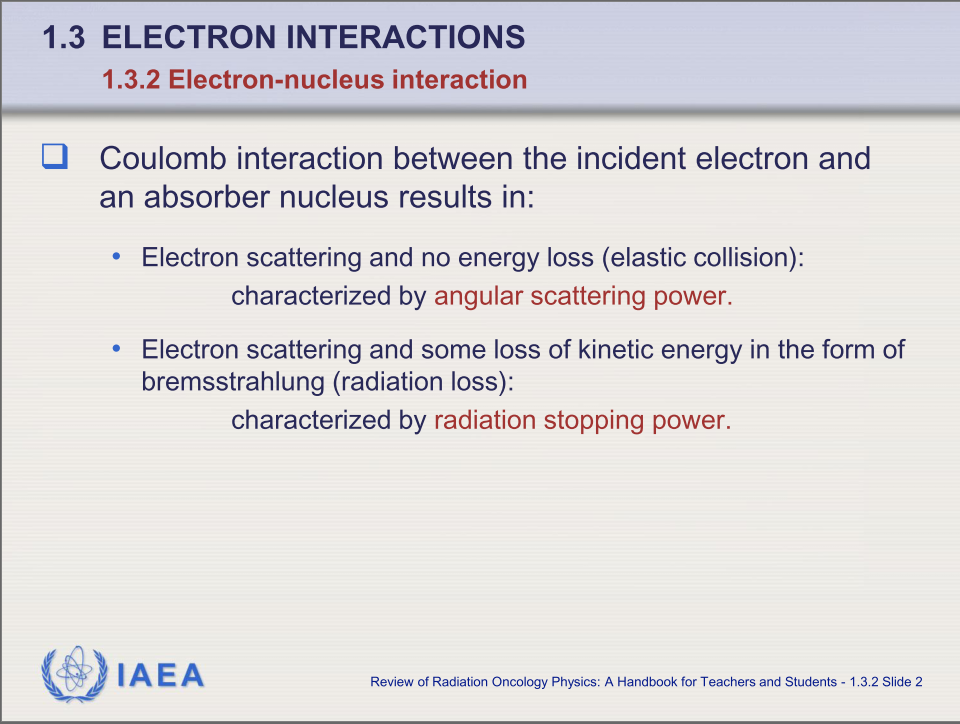 1.3 ELECTRON INTERACTIONS
1.3.2 Electron-nucleus interaction
Coulomb interaction between the incident electron and
an absorber nucleus results in:
• Electron scattering and no energy loss (elastic collision):
characterized by angular scattering power.
• Electron scattering and some loss of kinetic energy in the form of
bremsstrahlung (radiation loss):
characterized by radiation stopping power.
IAEA
Review of Radiation Oncology Physics: A Handbook for Teachers and Students - 1.3.2 Slide 2